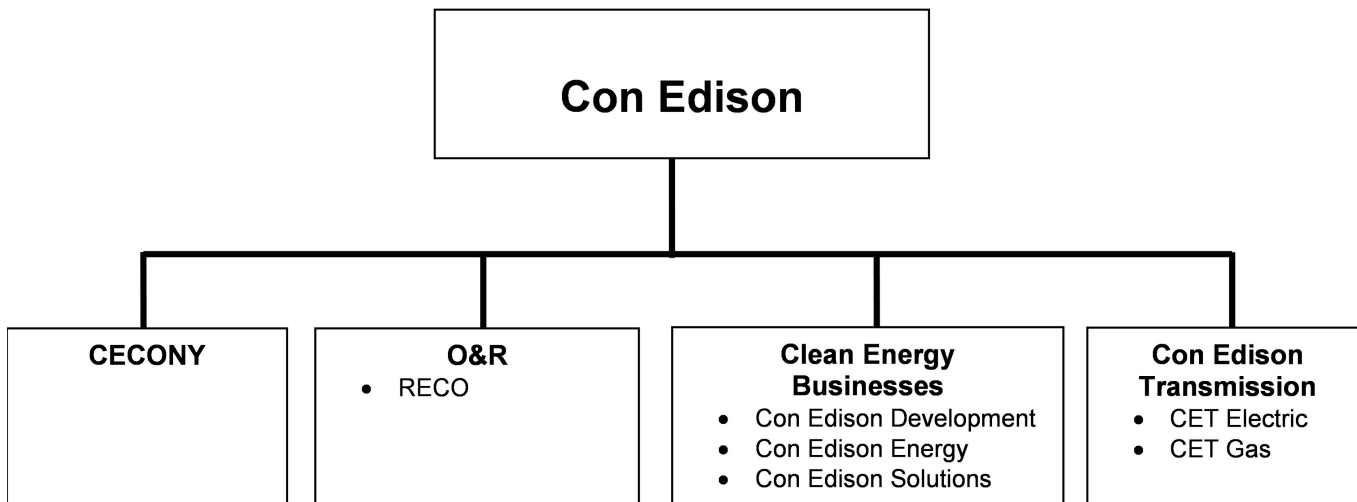 Con Edison
CECONY
O&R
• RECO
Clean Energy
Businesses
• Con Edison Development
• Con Edison Energy
• Con Edison Solutions
Con Edison
Transmission
• CET Electric
• CET Gas